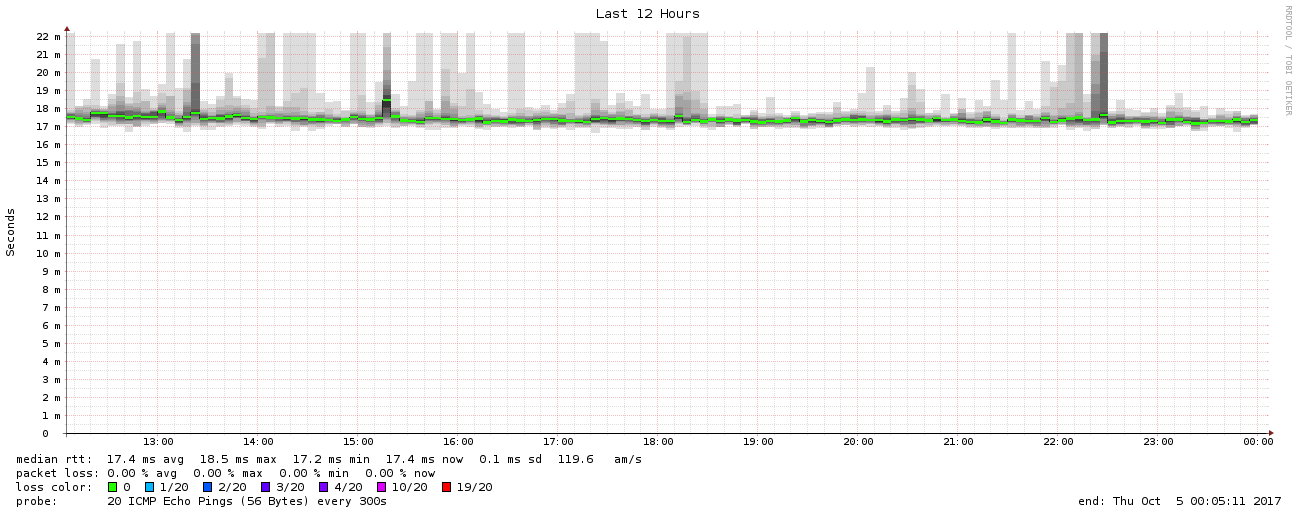 Last 12 Hours
RRDTOOL / TOBI OETIKER
Seconds
22 m
21 m
20 m
19 m
18 m
17 m
16 m
15 m
14 m
13 m
12 m
11 m
10 m
9 m
8 m
7 m
6 m
5 m
4 m
3 m
2 m
1 m
0
13:00 14:00 15:00 16:00 17:00 18:00 19:00 20:00 21:00 22:00 23:00 00:00
median rtt: 17.4 ms avg 18.5 ms max 17.2 ms min 17.4 ms now 0.1 ms sd 119.6 am/s
packet loss: 0.00 % avg 0.00 % max 0.00 % min 0.00 % now
loss color: 0 1/20 2/20 3/20 4/20 10/20 19/20
probe: 20 ICMP Echo Pings (56 Bytes) every 300s end: Thu Oct 5 00:05:11 2017